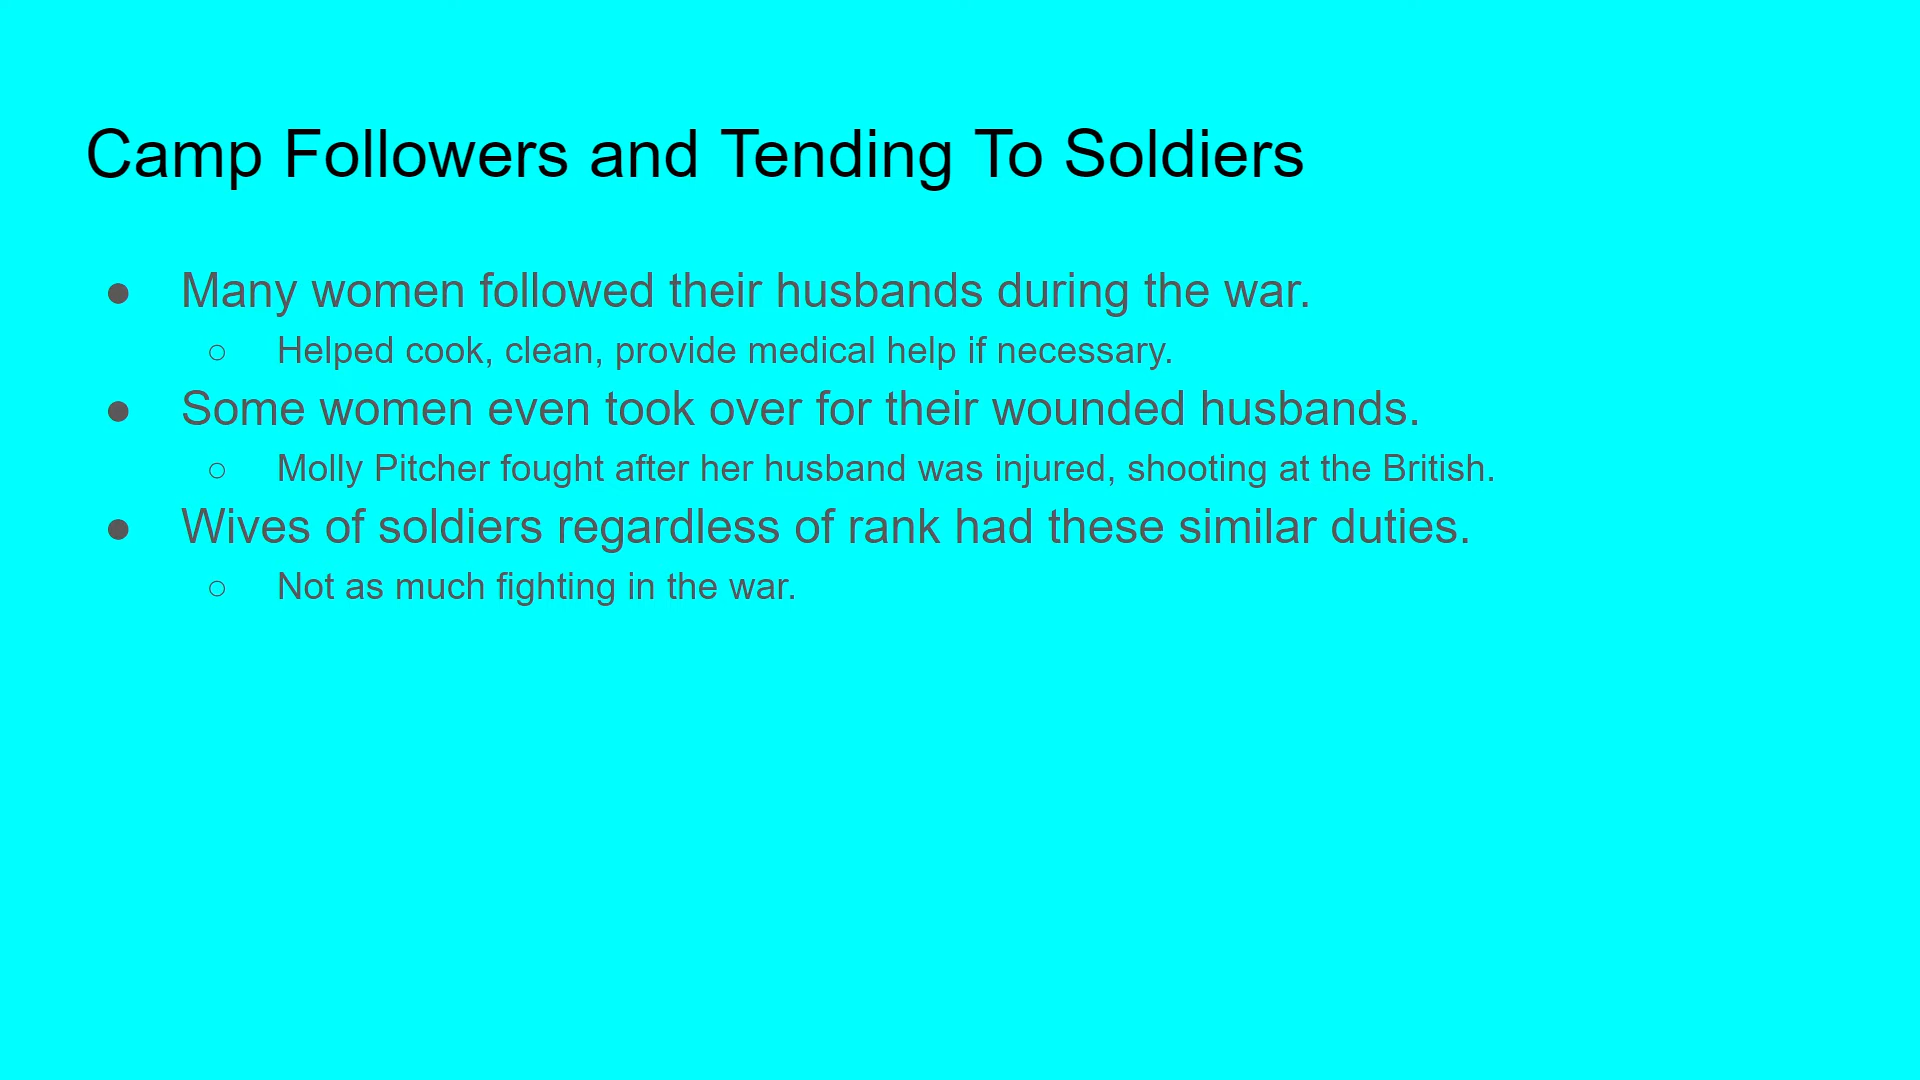 Camp Followers and Tending To Soldiers
● Many women followed their husbands during the war.
○ Helped cook, clean, provide medical help if necessary.
● Some women even took over for their wounded husbands.
○ Molly Pitcher fought after her husband was injured, shooting at the British.
● Wives of soldiers regardless of rank had these similar duties.
○ Not as much fighting in the war.